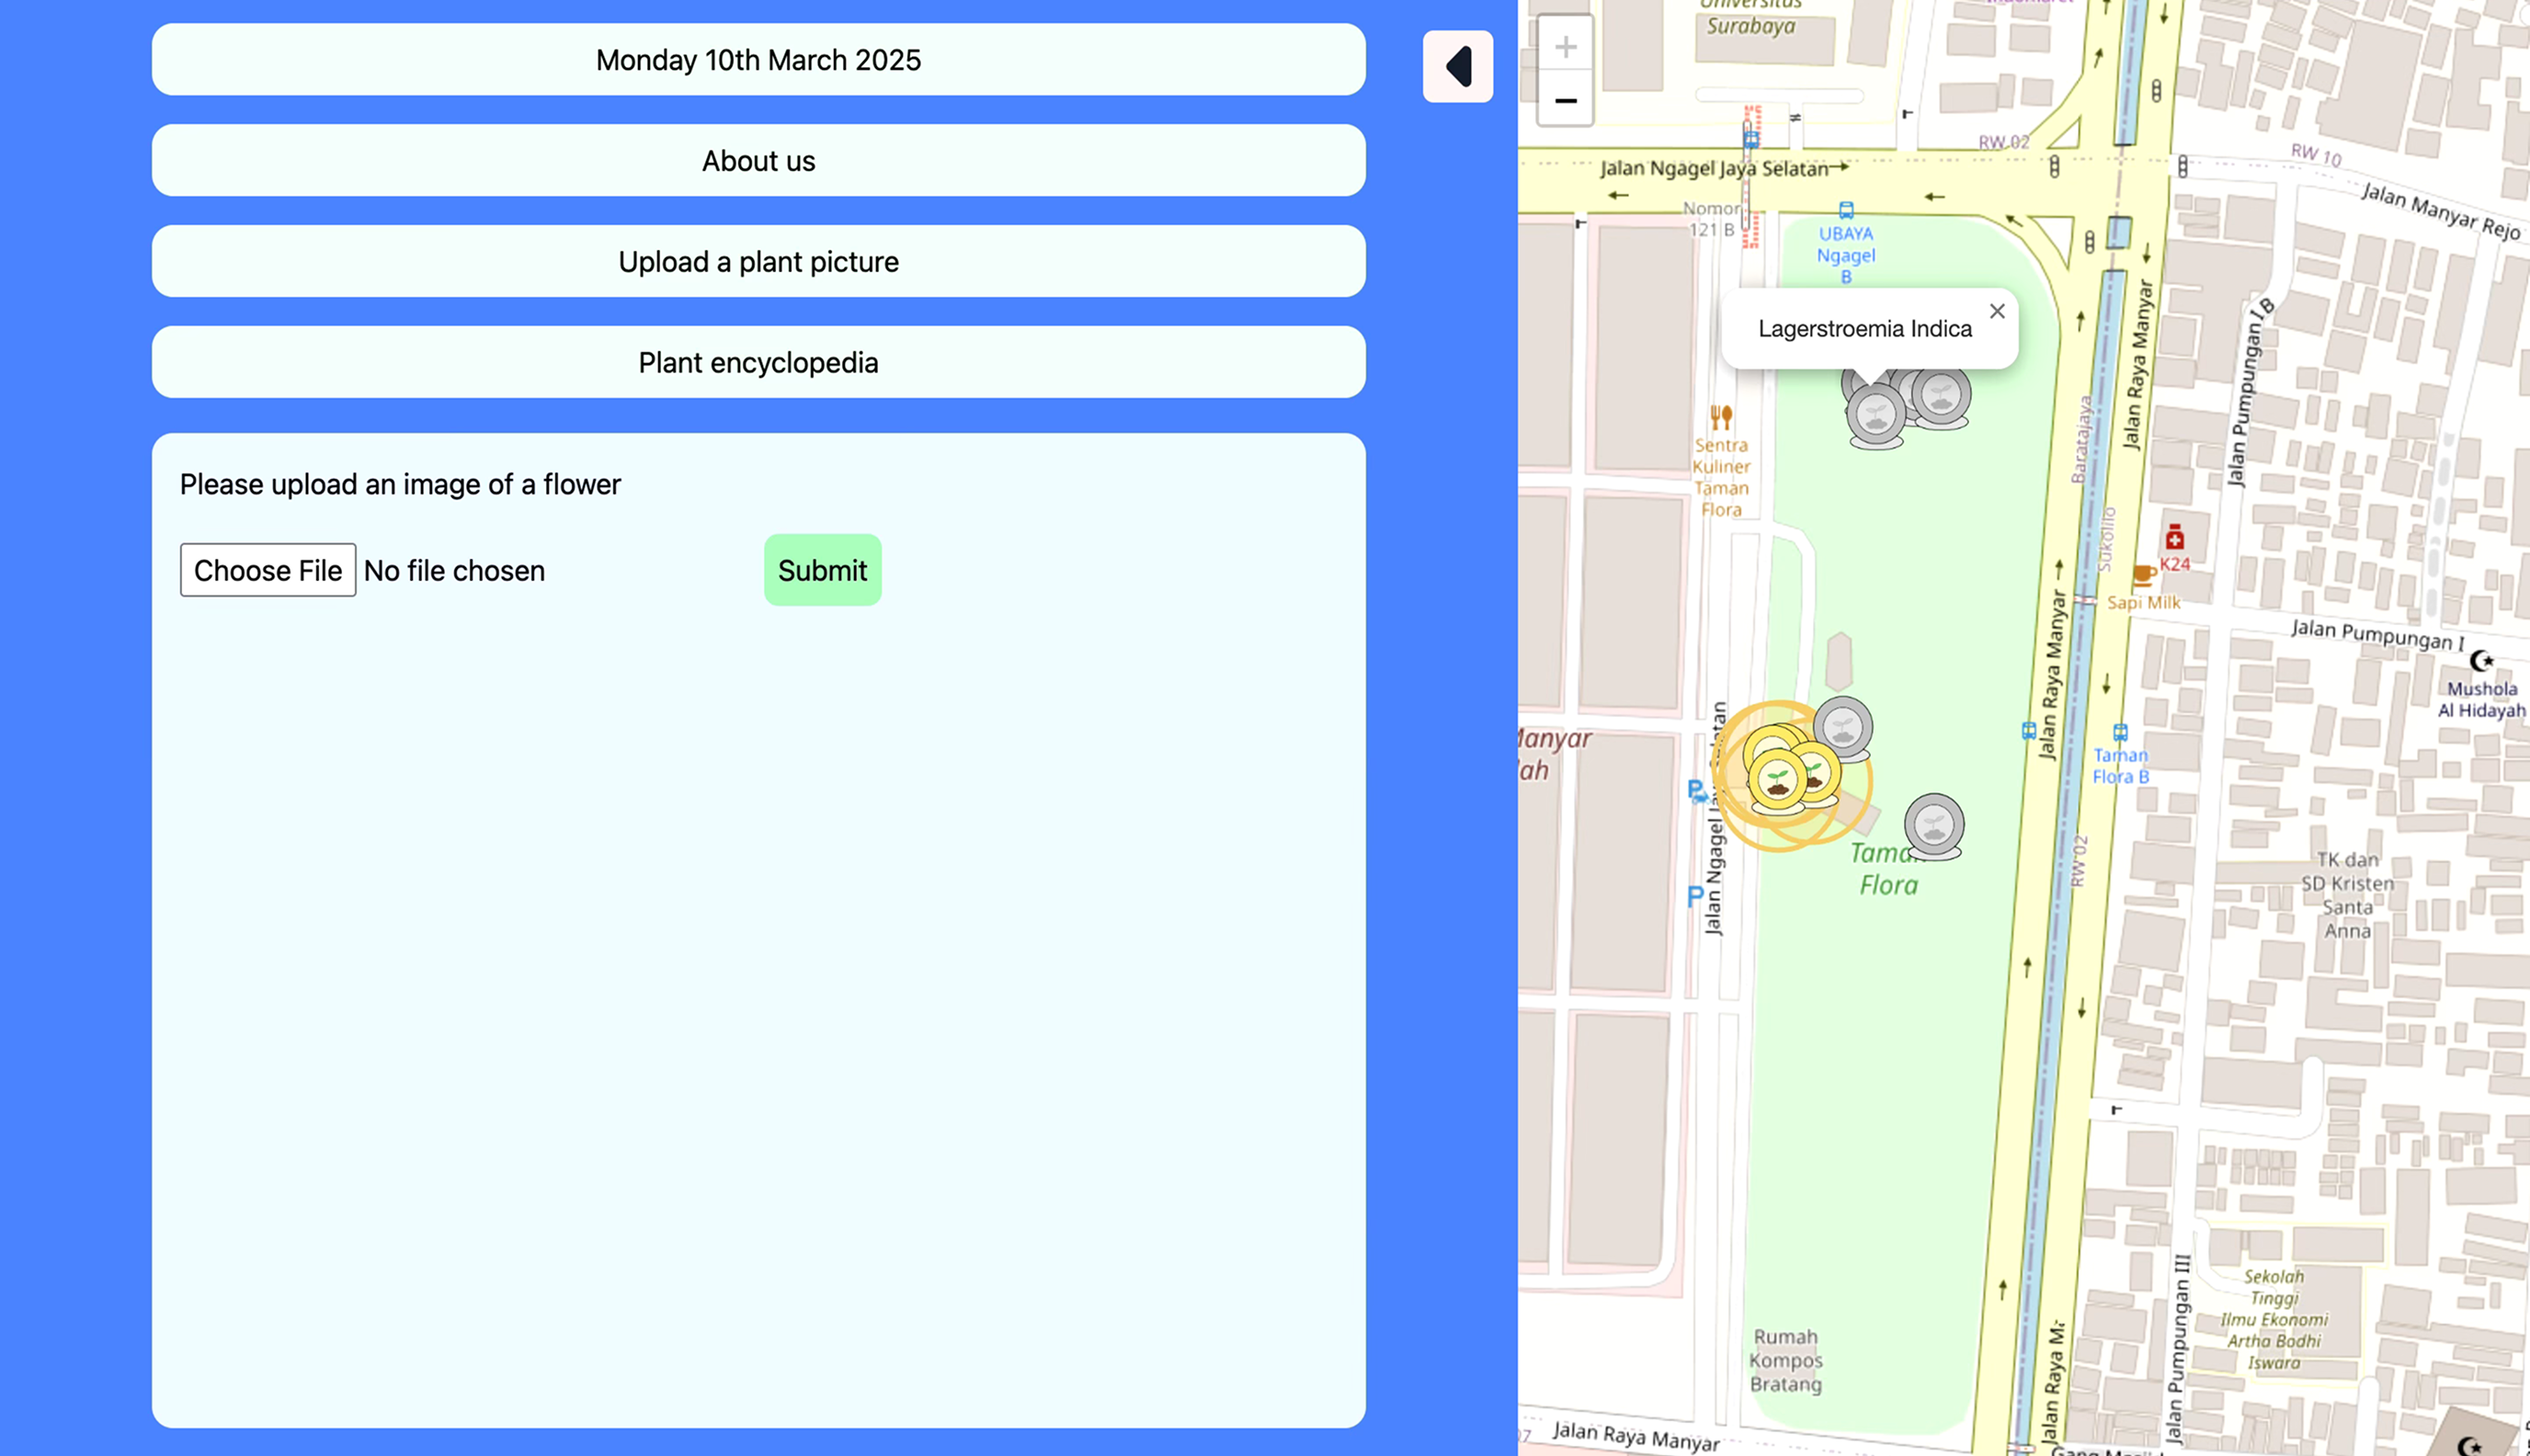 Monday 10th March 2025
About us
Upload a plant picture
Plant encyclopedia
Please upload an image of a flower
Choose File No file chosen
Submit
+
−
Universitas
Surabaya
Indomaret
RW 02
RW 10
Jalan Ngagel Jaya Selatan
Jalan Manyar Rejo
Nomor
121 B
UBAYA
Ngagel
B
Lagerstroemia Indica
×
Jalan Raya Manyar
Jalan Pumpungan I B
Baratajaya
Sentra
Kuliner
Taman
Flora
Sukolilo
K24
Sapi Milk
Jalan Pumpungan I
Jalan Raya Manyar
Mushola
Al Hidayah
Manyar
P
Taman
Flora B
Jalan Ngagel Jaya Selatan
Taman
Flora
P
RW 02
TK dan
SD Kristen
Santa
Anna
Sekolah
Tinggi
Ilmu Ekonomi
Artha Bodhi
Iswara
Jalan Pumpungan III
Rumah
Kompos
Bratang
Jalan Raya Ma
Jalan Raya Manyar